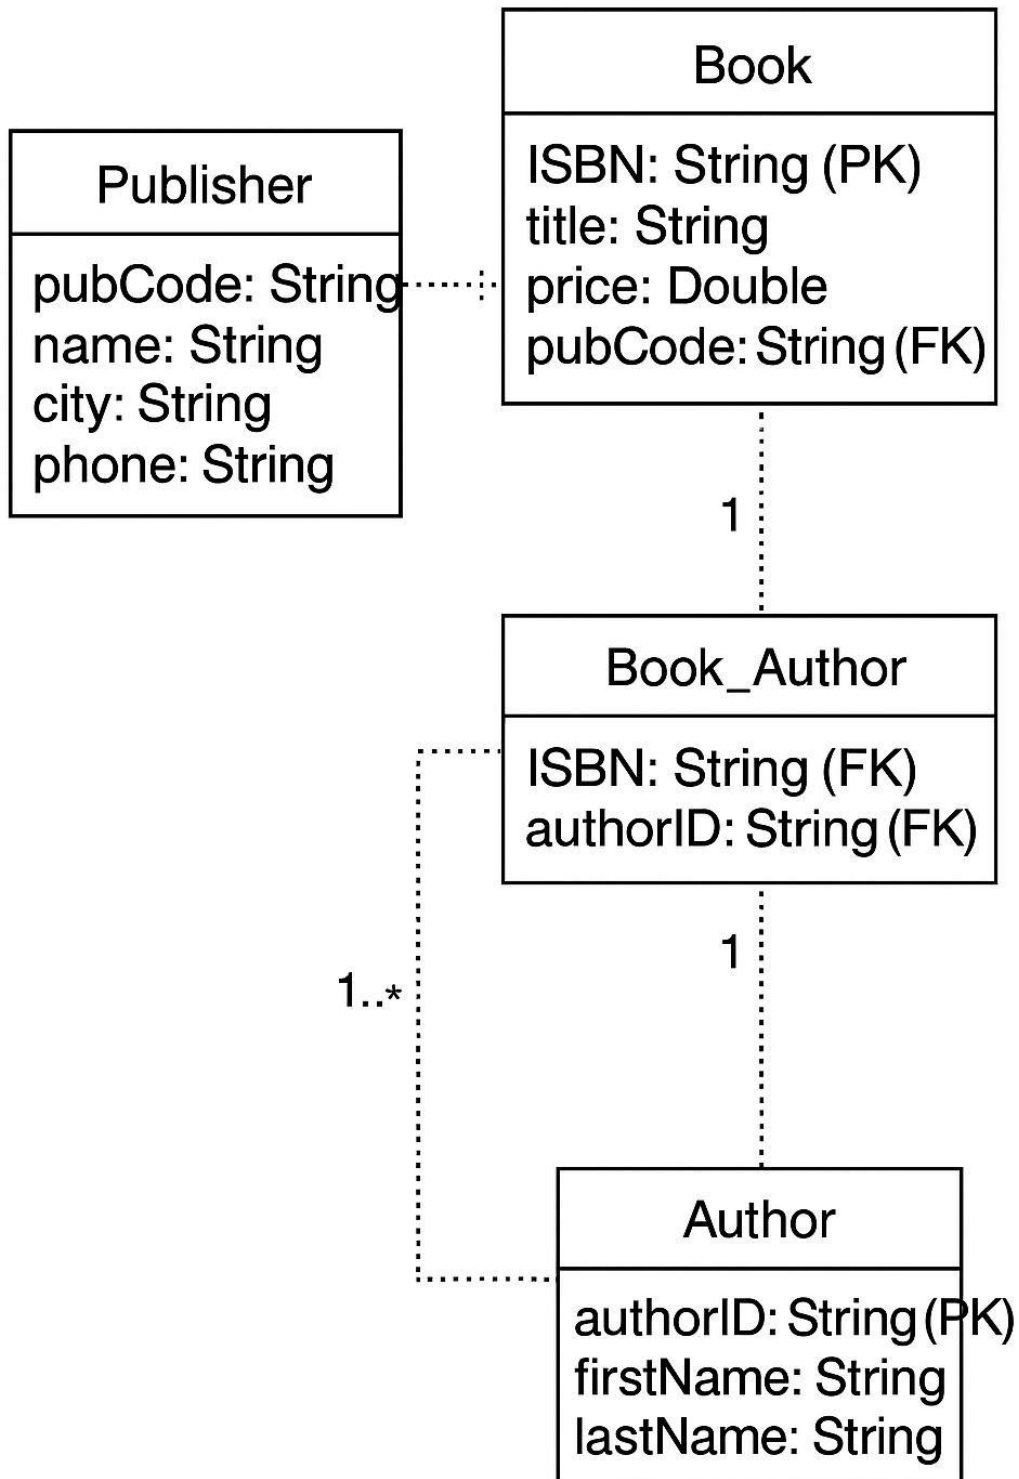 Book
ISBN: String (PK)
title: String
price: Double
pubCode: String (FK)
Publisher
pubCode: String
name: String
city: String
phone: String
1
Book_Author
ISBN: String (FK)
authorID: String (FK)
1
1..*
Author
authorID: String (PK)
firstName: String
lastName: String